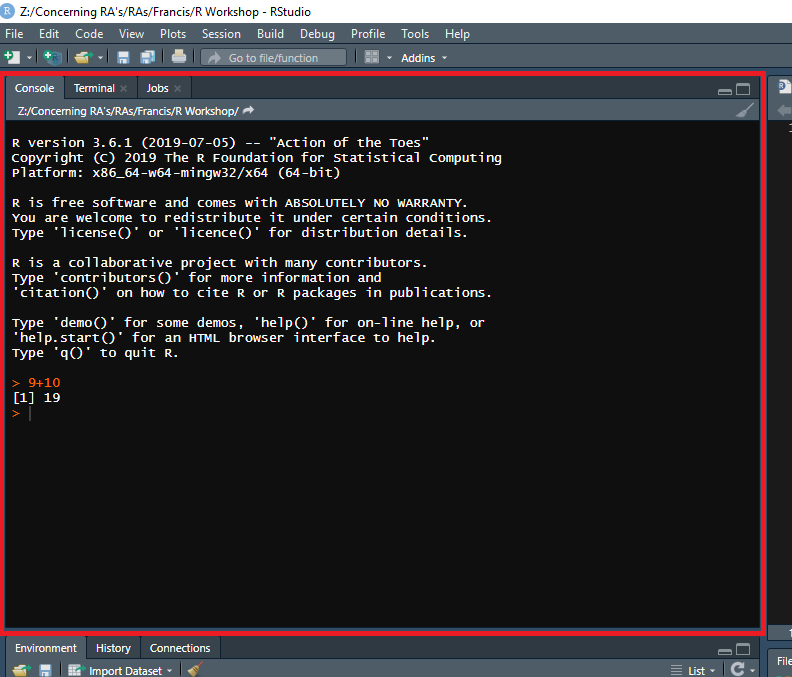 Z:/Concerning RA's/RAs/Francis/R Workshop - RStudio
File Edit Code View Plots Session Build Debug Profile Tools Help
Go to file/function Addins
Console Terminal Jobs
Z:/Concerning RA's/RAs/Francis/R Workshop/
R version 3.6.1 (2019-07-05) -- "Action of the Toes"
Copyright (C) 2019 The R Foundation for Statistical Computing
Platform: x86_64-w64-mingw32/x64 (64-bit)
R is free software and comes with ABSOLUTELY NO WARRANTY.
You are welcome to redistribute it under certain conditions.
Type 'license()' or 'licence()' for distribution details.
R is a collaborative project with many contributors.
Type 'contributors()' for more information and
'citation()' on how to cite R or R packages in publications.
Type 'demo()' for some demos, 'help()' for on-line help, or
'help.start()' for an HTML browser interface to help.
Type 'q()' to quit R.
> 9+10
[1] 19
>
Environment History Connections
Import Dataset List
File